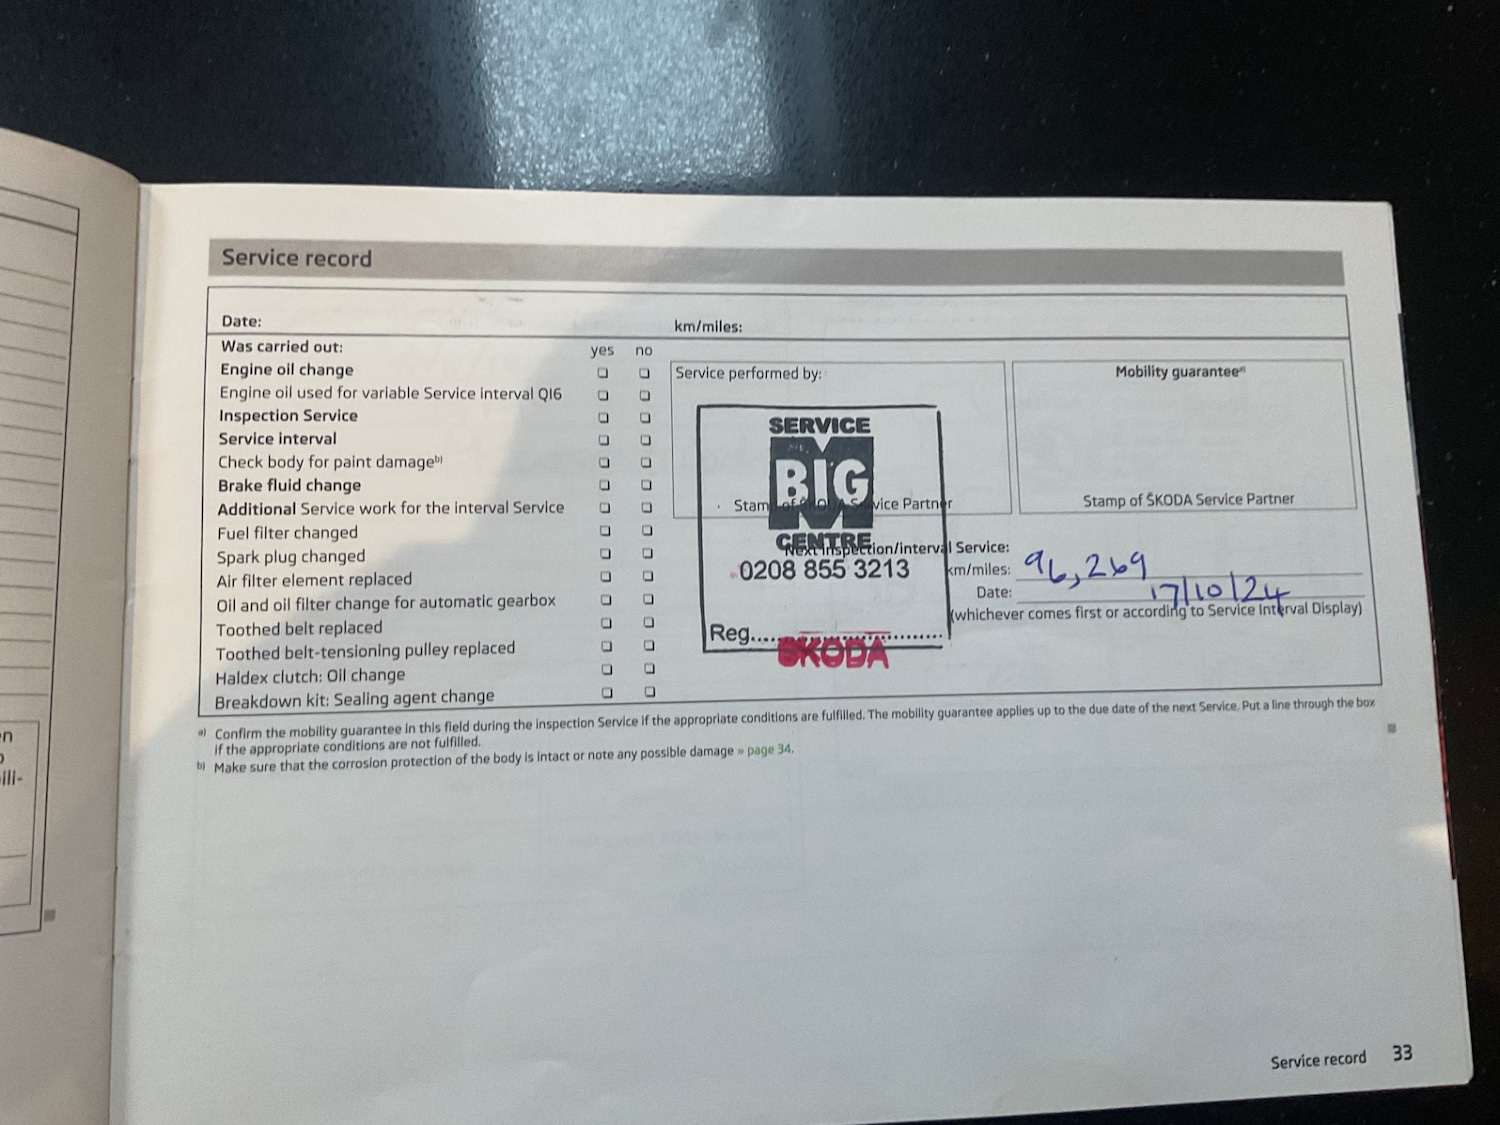 Service record
Date:
km/miles:
Was carried out:
yes no
Engine oil change
Engine oil used for variable Service interval QI6
Inspection Service
Service interval
Check body for paint damage b)
Brake fluid change
Additional Service work for the interval Service
Fuel filter changed
Spark plug changed
Air filter element replaced
Oil and oil filter change for automatic gearbox
Toothed belt replaced
Toothed belt-tensioning pulley replaced
Haldex clutch: Oil change
Breakdown kit: Sealing agent change
Service performed by:
SERVICE
M
BIG
CENTRE
0208 855 3213
Reg..............................
ŠKODA
Stamp of ŠKODA Service Partner
Mobility guarantee a)
Stamp of ŠKODA Service Partner
Next inspection/interval Service:
km/miles: 96,269
Date: 17/10/24
(whichever comes first or according to Service Interval Display)
a) Confirm the mobility guarantee in this field during the inspection Service if the appropriate conditions are fulfilled. The mobility guarantee applies up to the due date of the next Service. Put a line through the box
if the appropriate conditions are not fulfilled.
b) Make sure that the corrosion protection of the body is intact or note any possible damage » page 34.
Service record 33